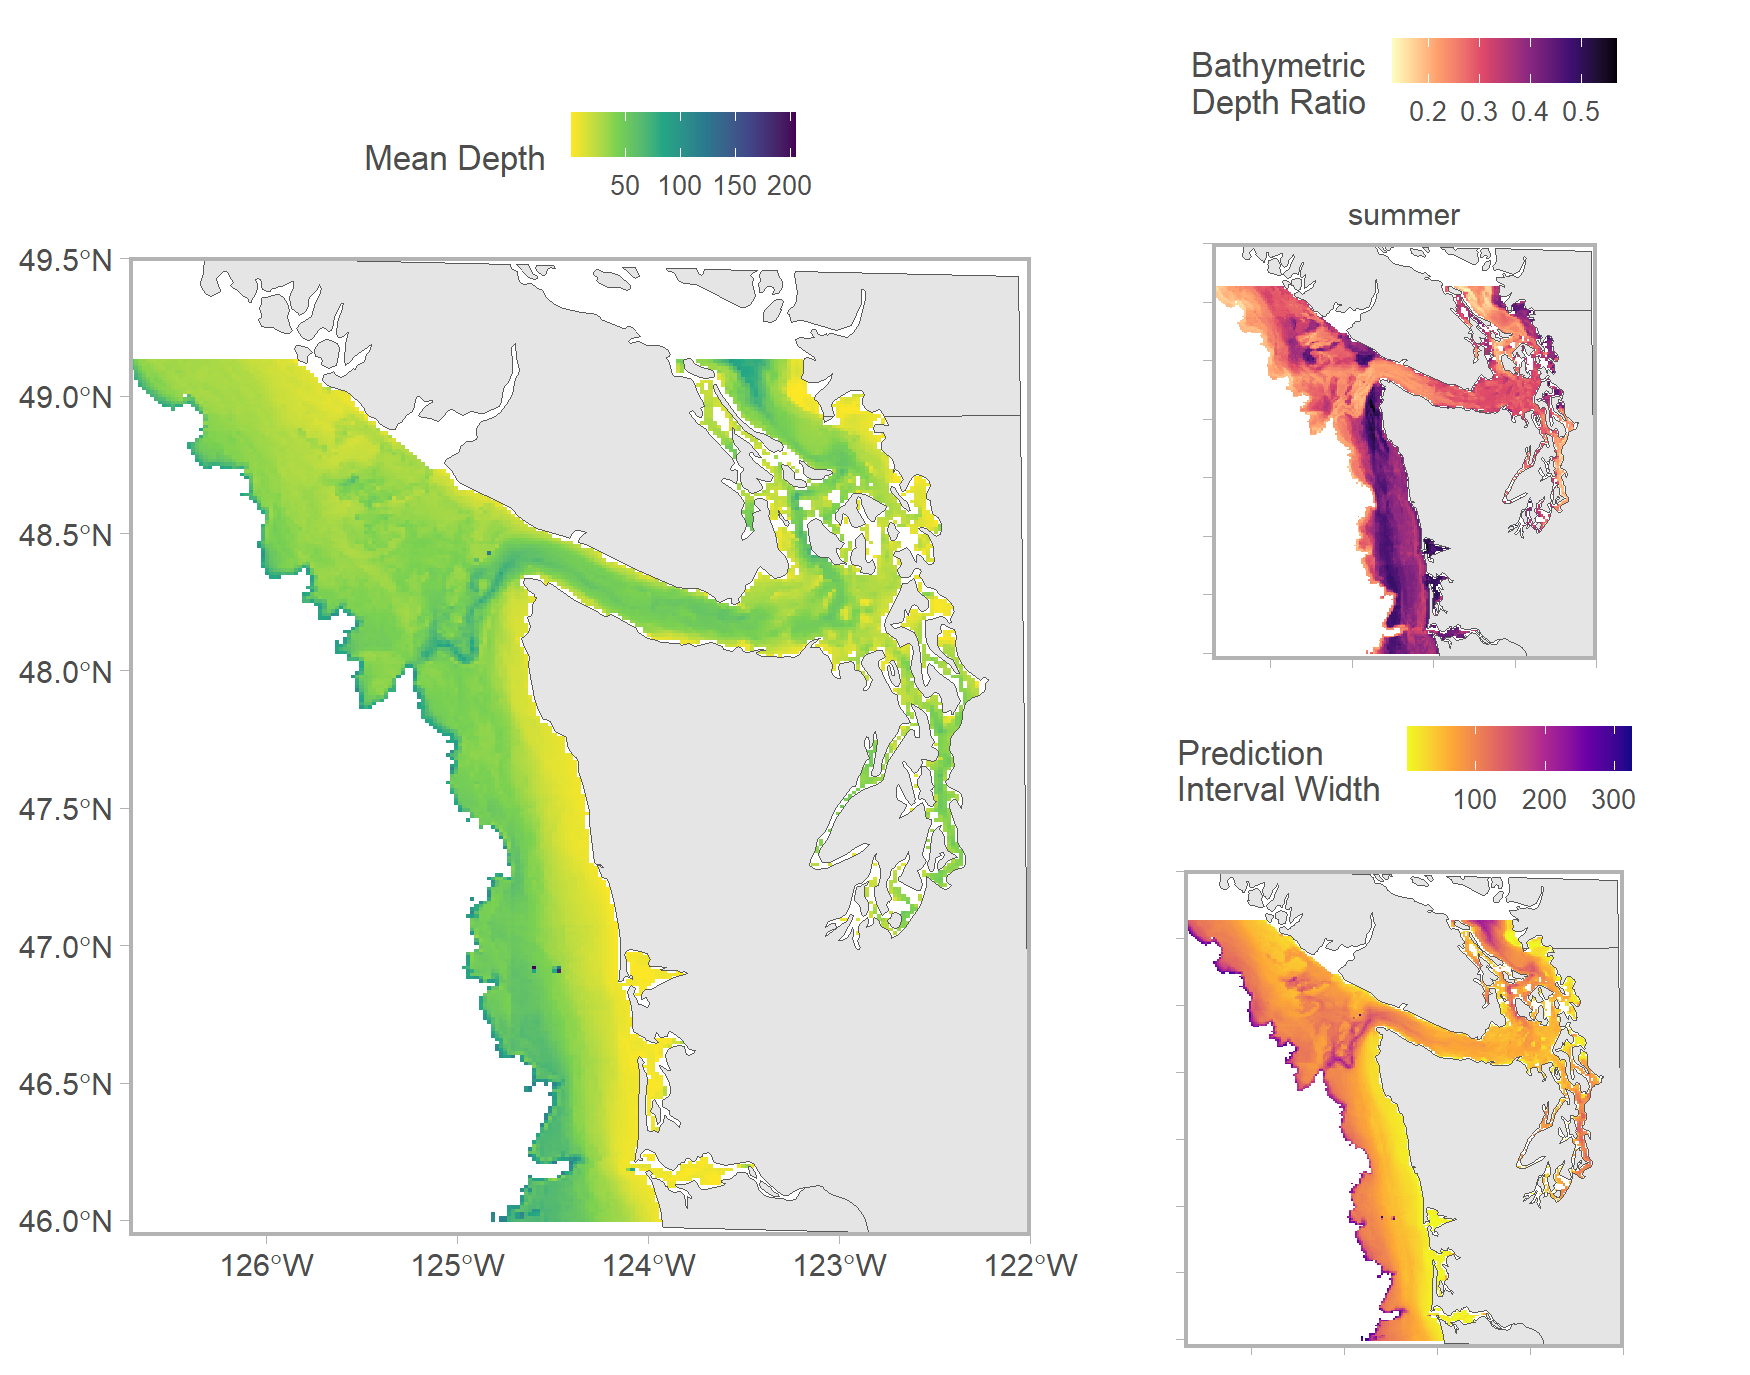 Mean Depth
50 100 150 200
49.5°N
49.0°N
48.5°N
48.0°N
47.5°N
47.0°N
46.5°N
46.0°N
126°W 125°W 124°W 123°W 122°W
Bathymetric
Depth Ratio
0.2 0.3 0.4 0.5
summer
Prediction
Interval Width
100 200 300